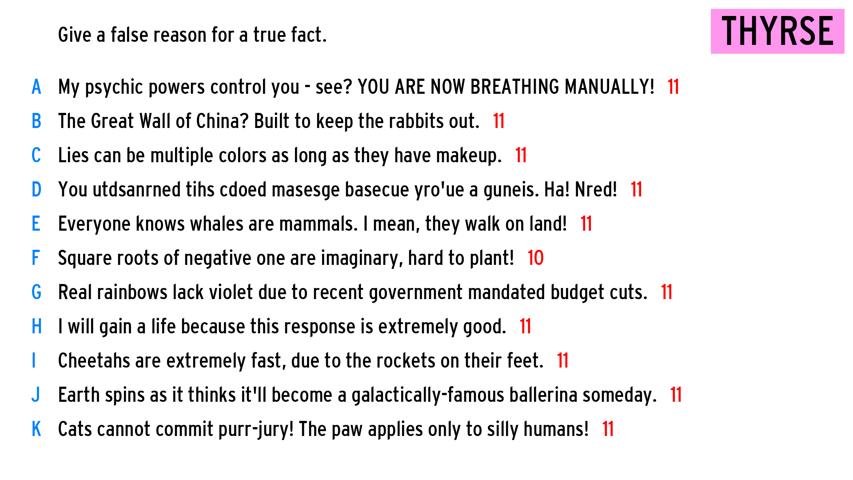 Give a false reason for a true fact.
THYRSE
A My psychic powers control you - see? YOU ARE NOW BREATHING MANUALLY! 11
B The Great Wall of China? Built to keep the rabbits out. 11
C Lies can be multiple colors as long as they have makeup. 11
D You utdsanrned tihs cdoed masesge basecue yro'ue a guneis. Ha! Nred! 11
E Everyone knows whales are mammals. I mean, they walk on land! 11
F Square roots of negative one are imaginary, hard to plant! 10
G Real rainbows lack violet due to recent government mandated budget cuts. 11
H I will gain a life because this response is extremely good. 11
I Cheetahs are extremely fast, due to the rockets on their feet. 11
J Earth spins as it thinks it'll become a galactically-famous ballerina someday. 11
K Cats cannot commit purr-jury! The paw applies only to silly humans! 11